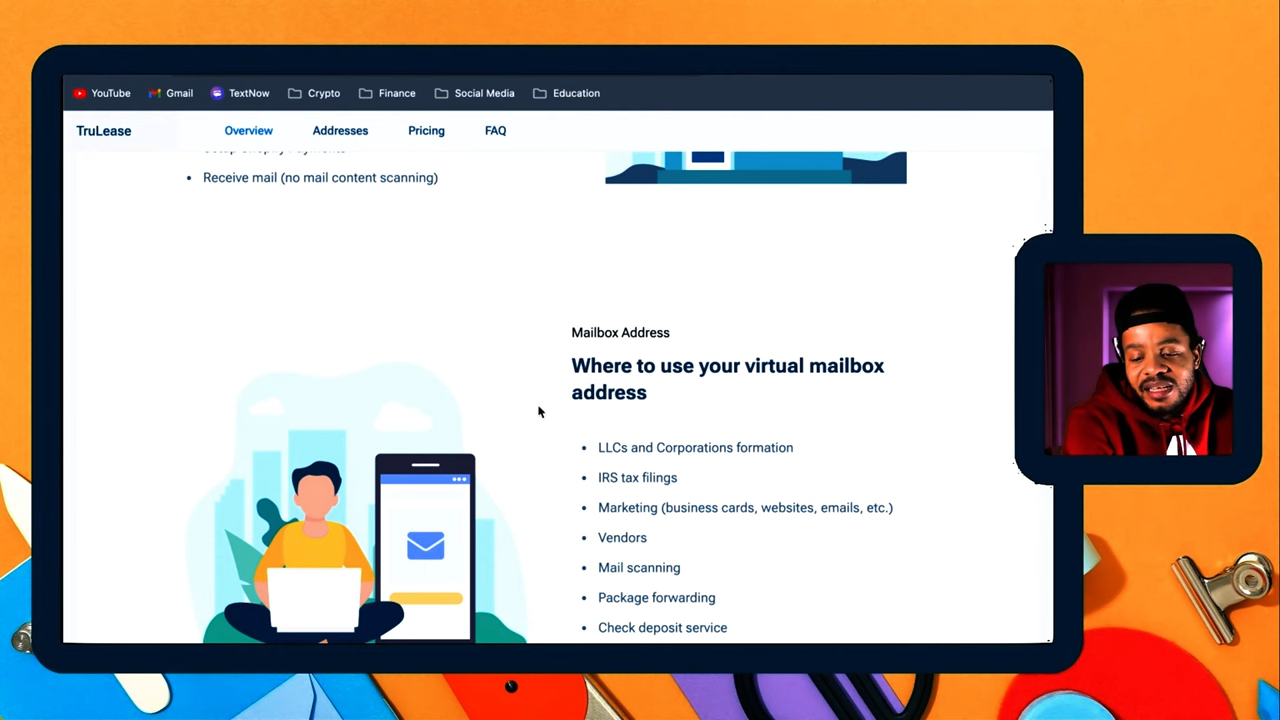 YouTube Gmail TextNow Crypto Finance Social Media Education
TruLease Overview Addresses Pricing FAQ
Receive mail (no mail content scanning)
Mailbox Address
Where to use your virtual mailbox
address
LLCs and Corporations formation
IRS tax filings
Marketing (business cards, websites, emails, etc.)
Vendors
Mail scanning
Package forwarding
Check deposit service